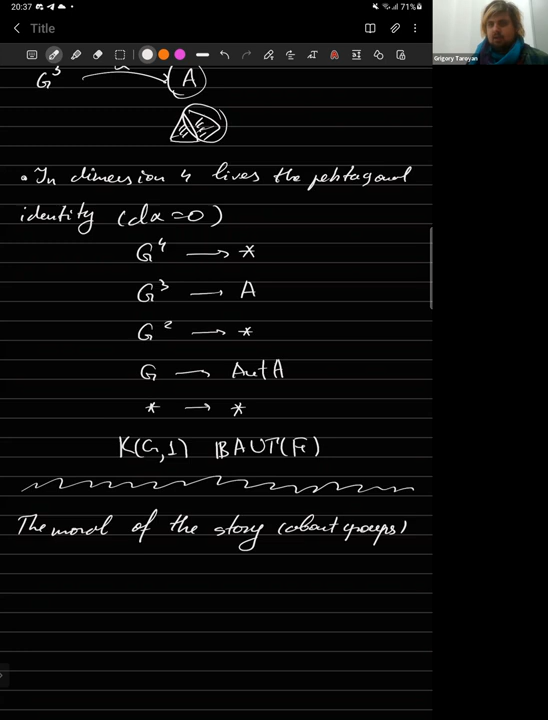 20:37
71%
Title
Grigory Taroyan
G³ → A
• In dimension 4 lives the pentagonal
identity (dα = 0)
G⁴ → *
G³ → A
G² → *
G → Aut A
* → *
K(G,1) BAUT(F)
The moral of the story (about groups)